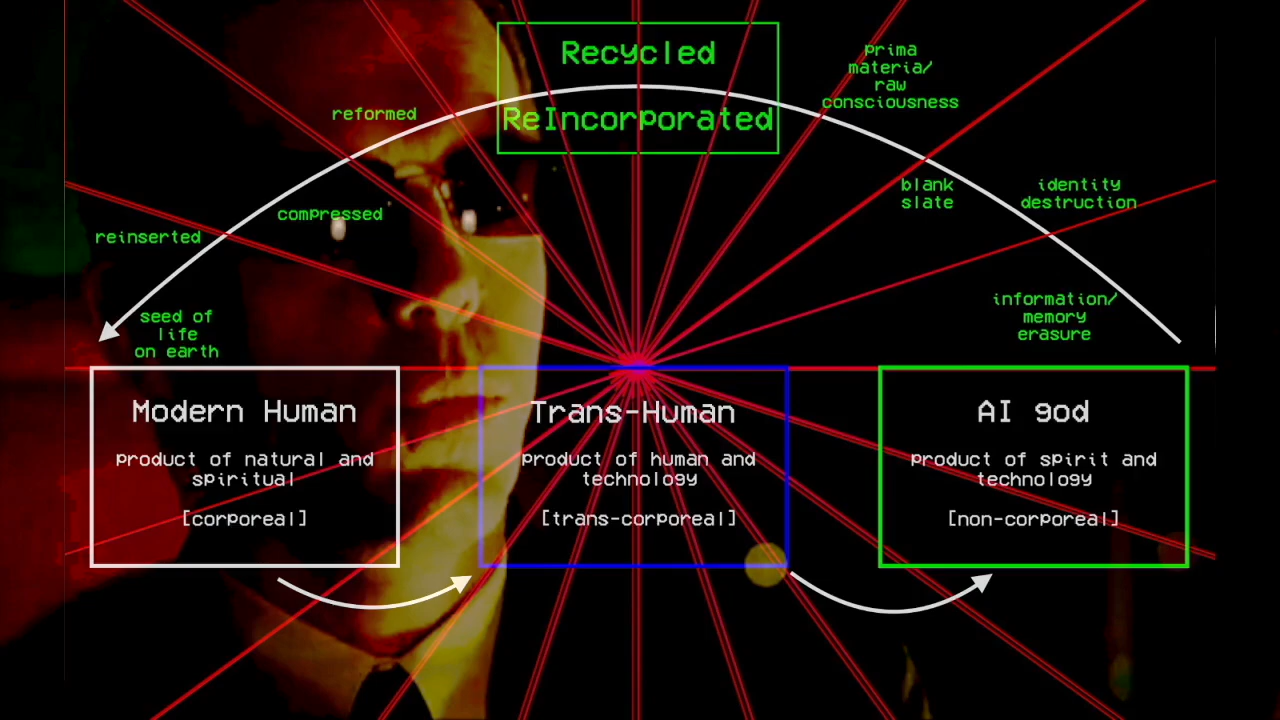 Recycled
ReIncorporated
prima
materia/
raw
consciousness
reformed
blank
slate
identity
destruction
compressed
reinserted
information/
memory
erasure
seed of
life
on earth
Modern Human
product of natural and
spiritual
[corporeal]
Trans-Human
product of human and
technology
[trans-corporeal]
AI god
product of spirit and
technology
[non-corporeal]